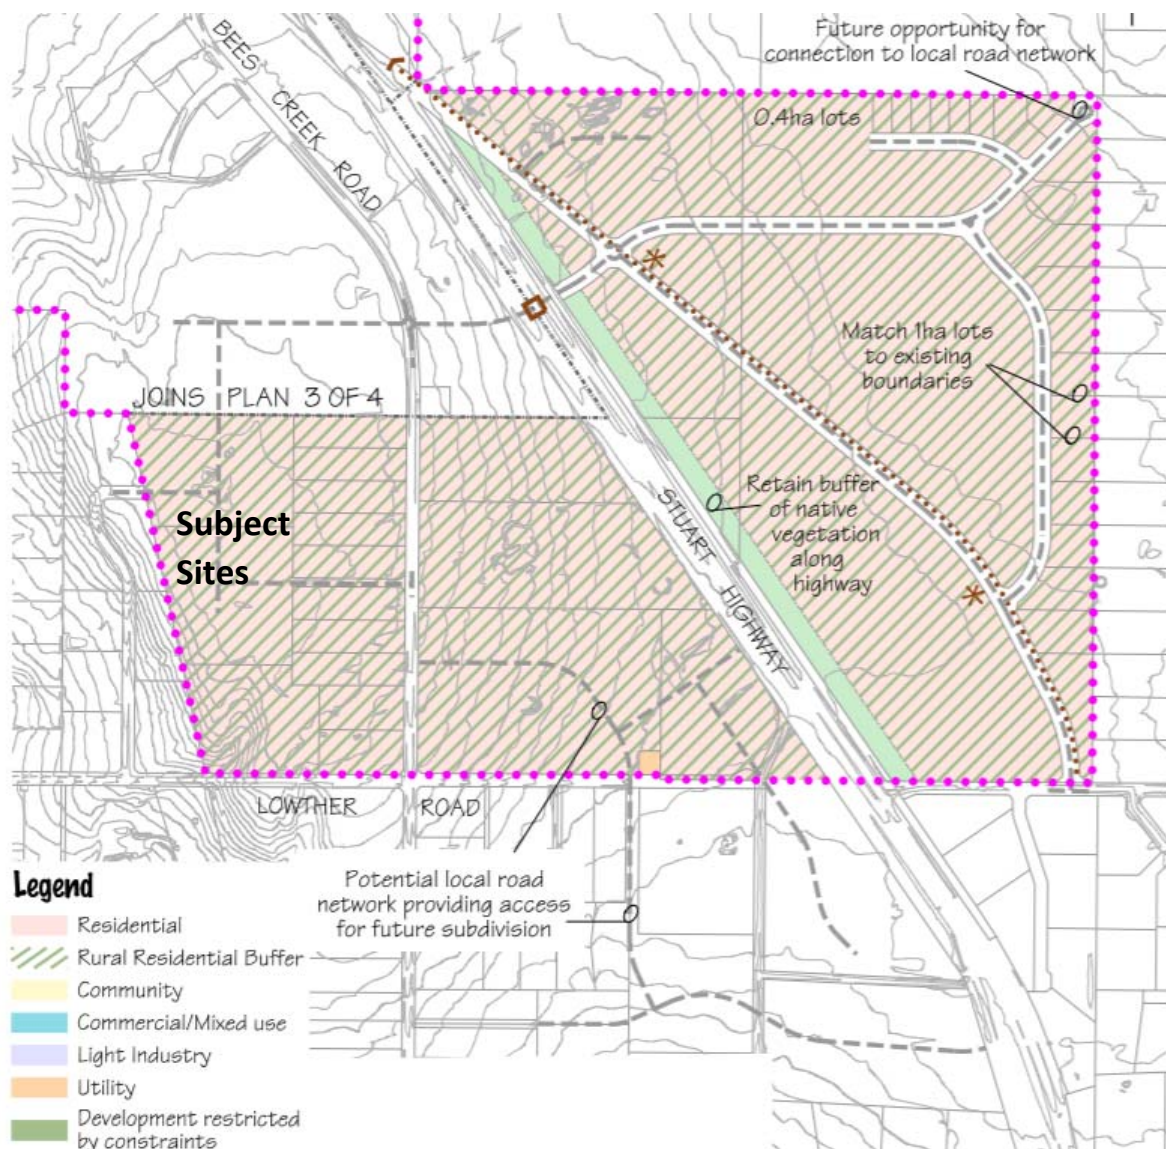 Future opportunity for
connection to local road network
BEES CREEK ROAD
0.4ha lots
Match 1ha lots
to existing
boundaries
JOINS PLAN 3 OF 4
Subject
Sites
STUART HIGHWAY
Retain buffer
of native
vegetation
along
highway
LOWTHER ROAD
Potential local road
network providing access
for future subdivision
Legend
Residential
Rural Residential Buffer
Community
Commercial/Mixed use
Light Industry
Utility
Development restricted
by constraints